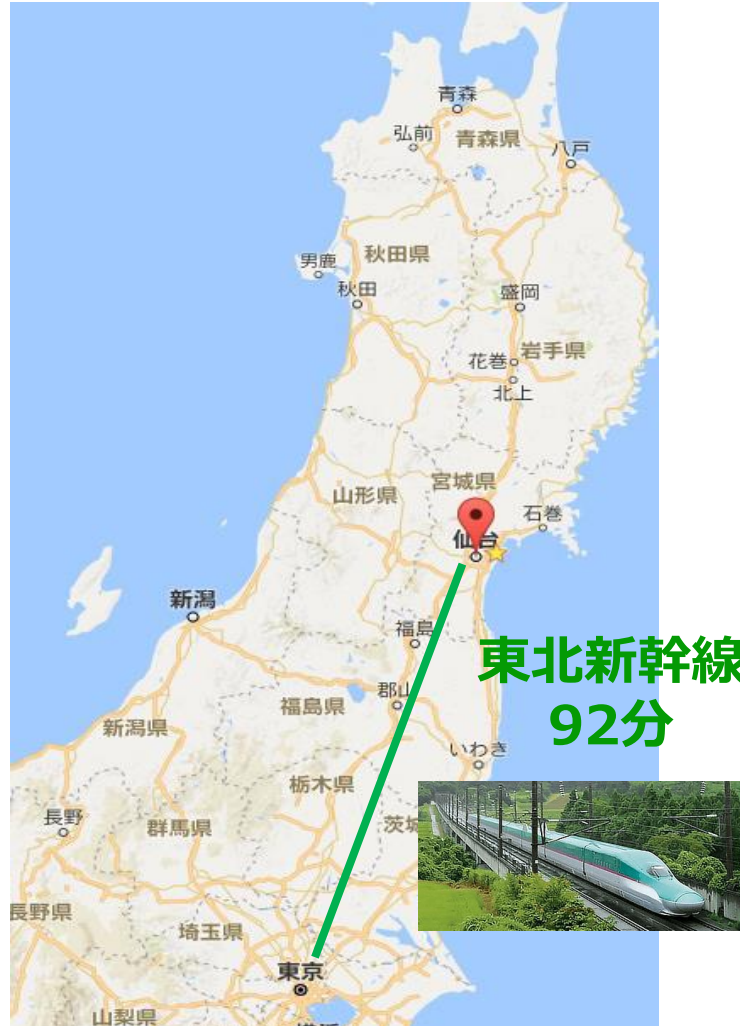 青森
弘前
青森県
八戸
男鹿
秋田県
秋田
盛岡
花巻
岩手県
北上
宮城県
山形県
石巻
仙台
新潟
福島
東北新幹線
92分
郡山
福島県
新潟県
いわき
栃木県
長野
群馬県
茨城
長野県
埼玉県
東京
山梨県